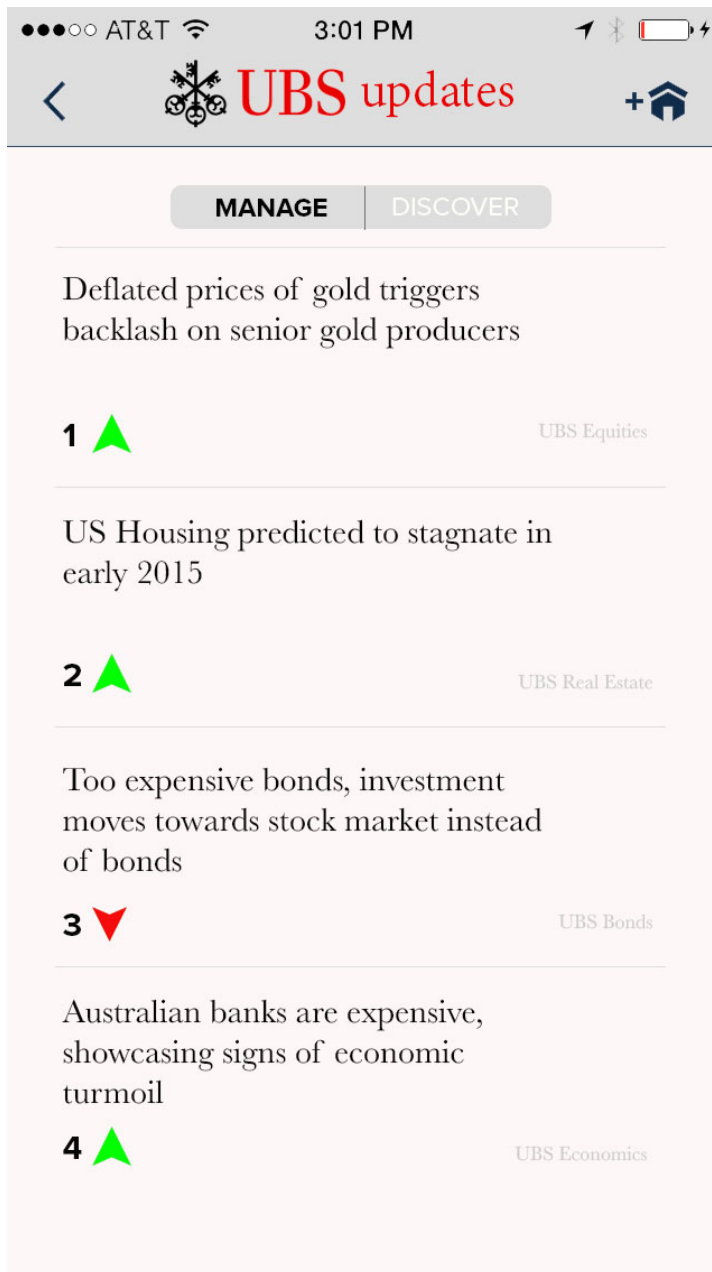 AT&T 3:01 PM
UBS updates
+
MANAGE DISCOVER
Deflated prices of gold triggers
backlash on senior gold producers
1 UBS Equities
US Housing predicted to stagnate in
early 2015
2 UBS Real Estate
Too expensive bonds, investment
moves towards stock market instead
of bonds
3 UBS Bonds
Australian banks are expensive,
showcasing signs of economic
turmoil
4 UBS Economics